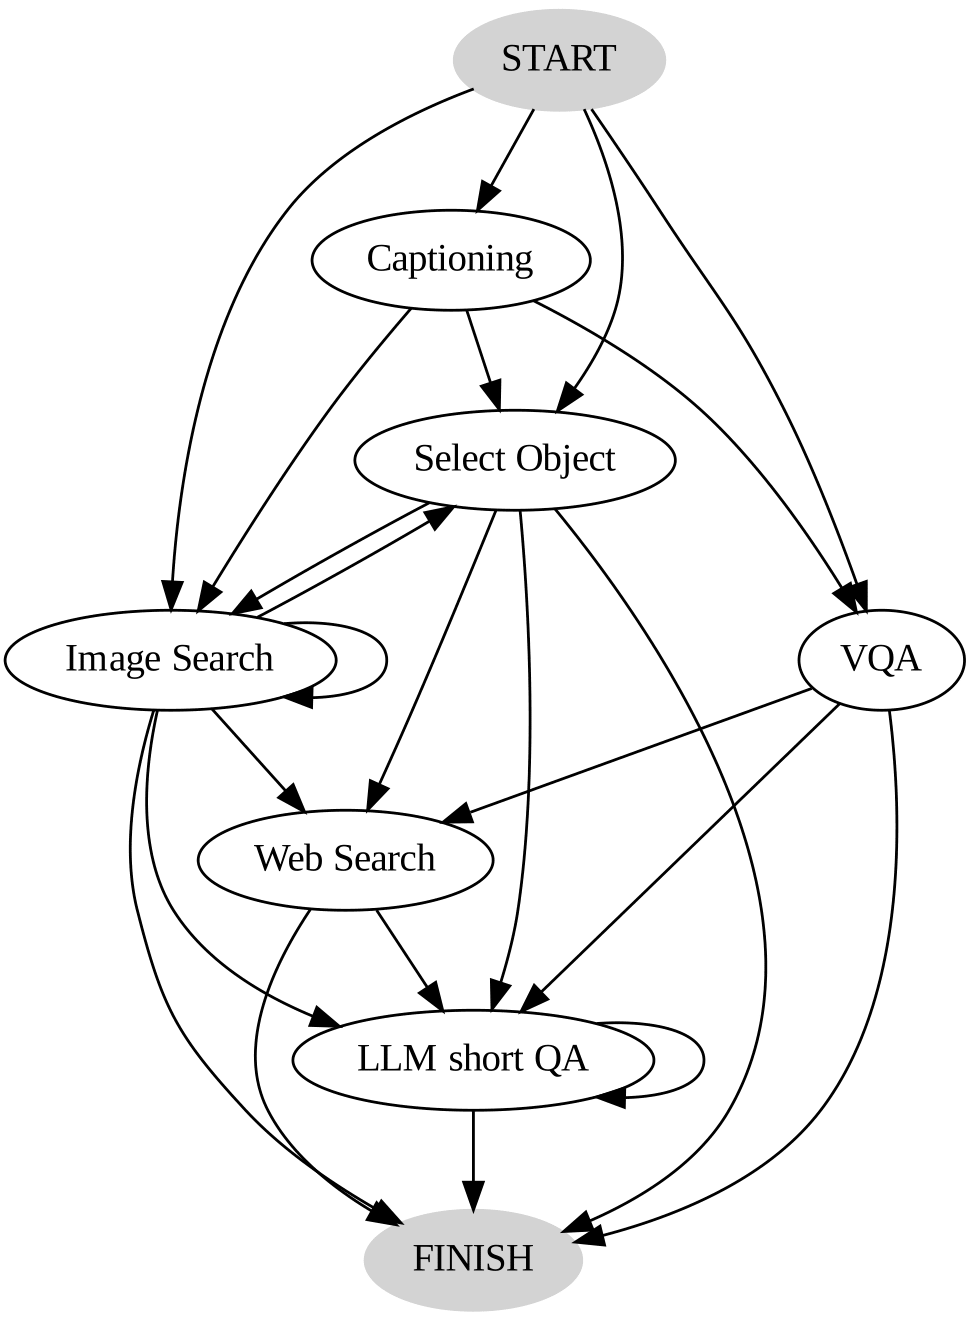 START
Captioning
Select Object
Image Search
VQA
Web Search
LLM short QA
FINISH